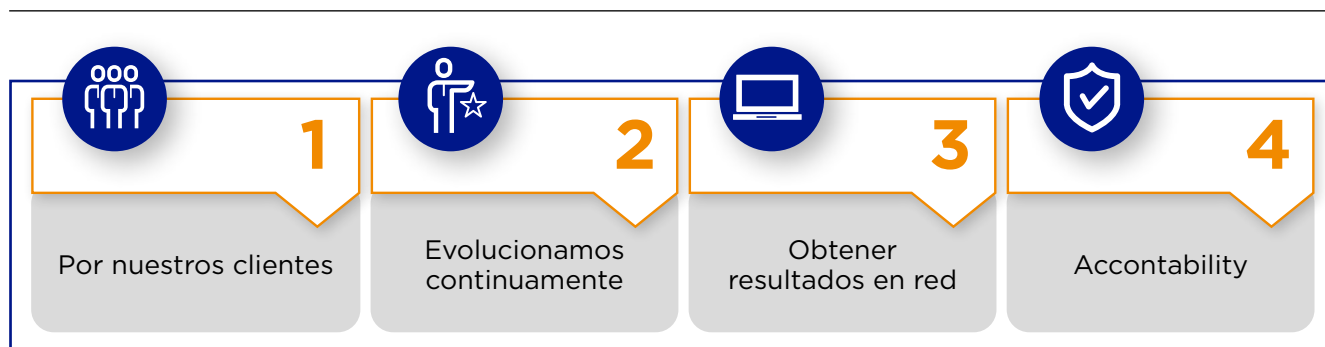 1
Por nuestros clientes
2
Evolucionamos
continuamente
3
Obtener
resultados en red
4
Accontability